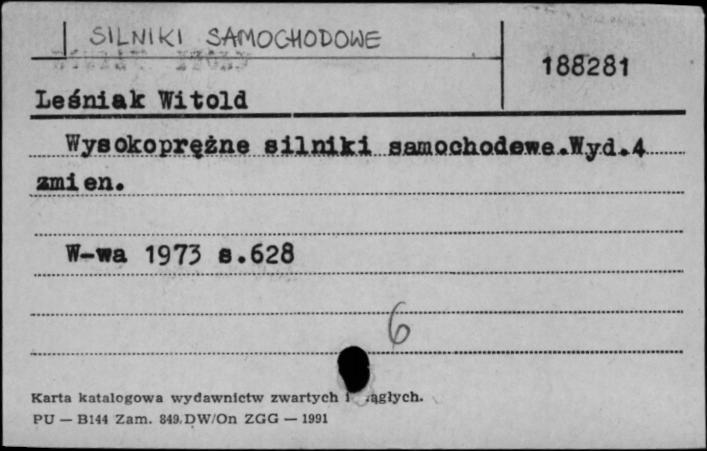 SILNIKI SAMOCHODOWE
188281
Leśniak Witold
Wysokoprężne silniki samochodowe.Wyd.4
zmien.
W-wa 1973 s.628
6
Karta katalogowa wydawnictw zwartych i
PU — B144 Zam. 849.DW/On ZGG — 1991